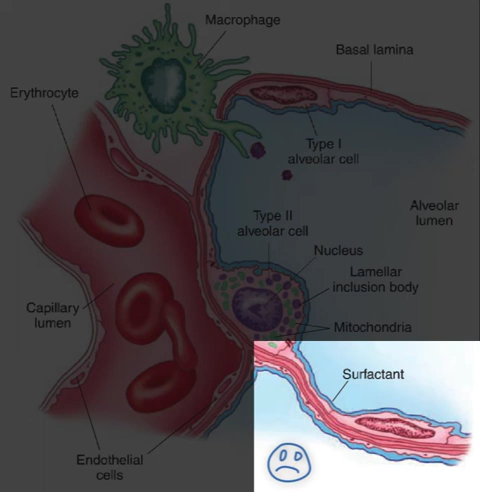 Macrophage
Basal lamina
Erythrocyte
Type I
alveolar cell
Alveolar
lumen
Type II
alveolar cell
Nucleus
Lamellar
inclusion body
Capillary
lumen
Mitochondria
Surfactant
Endothelial
cells